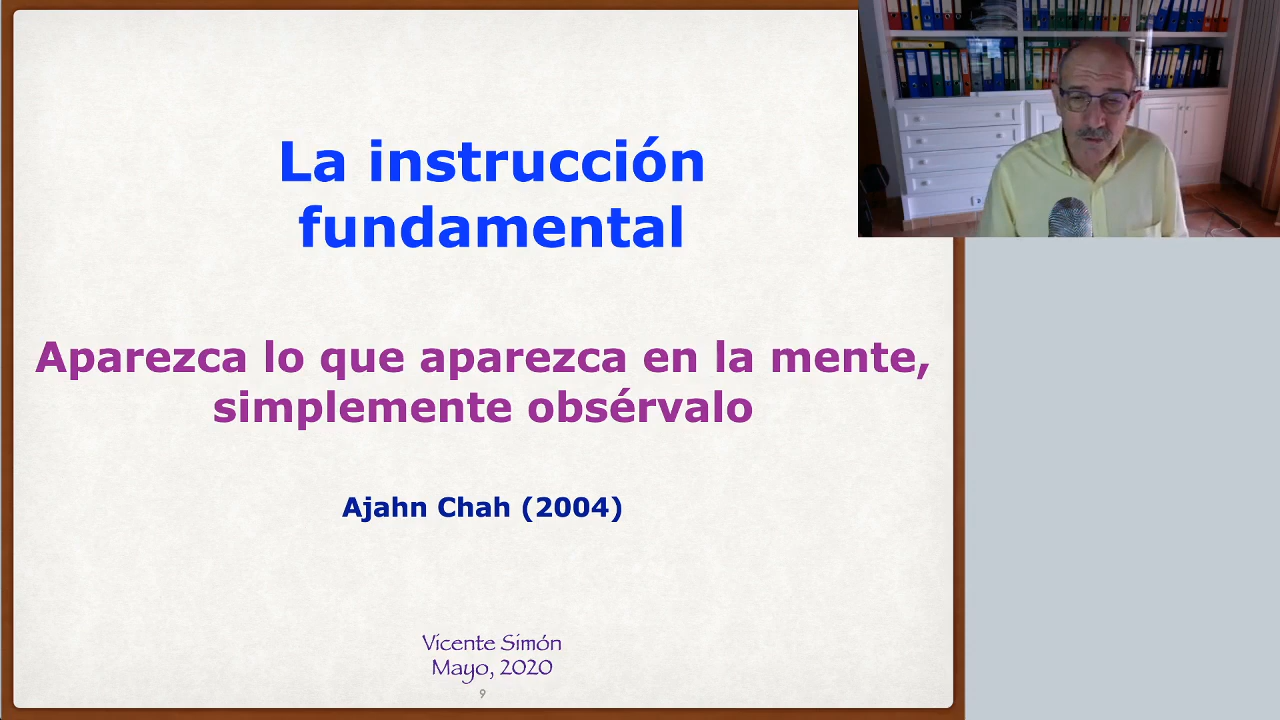 La instrucción
fundamental
Aparezca lo que aparezca en la mente,
simplemente obsérvalo
Ajahn Chah (2004)
Vicente Simón
Mayo, 2020
9